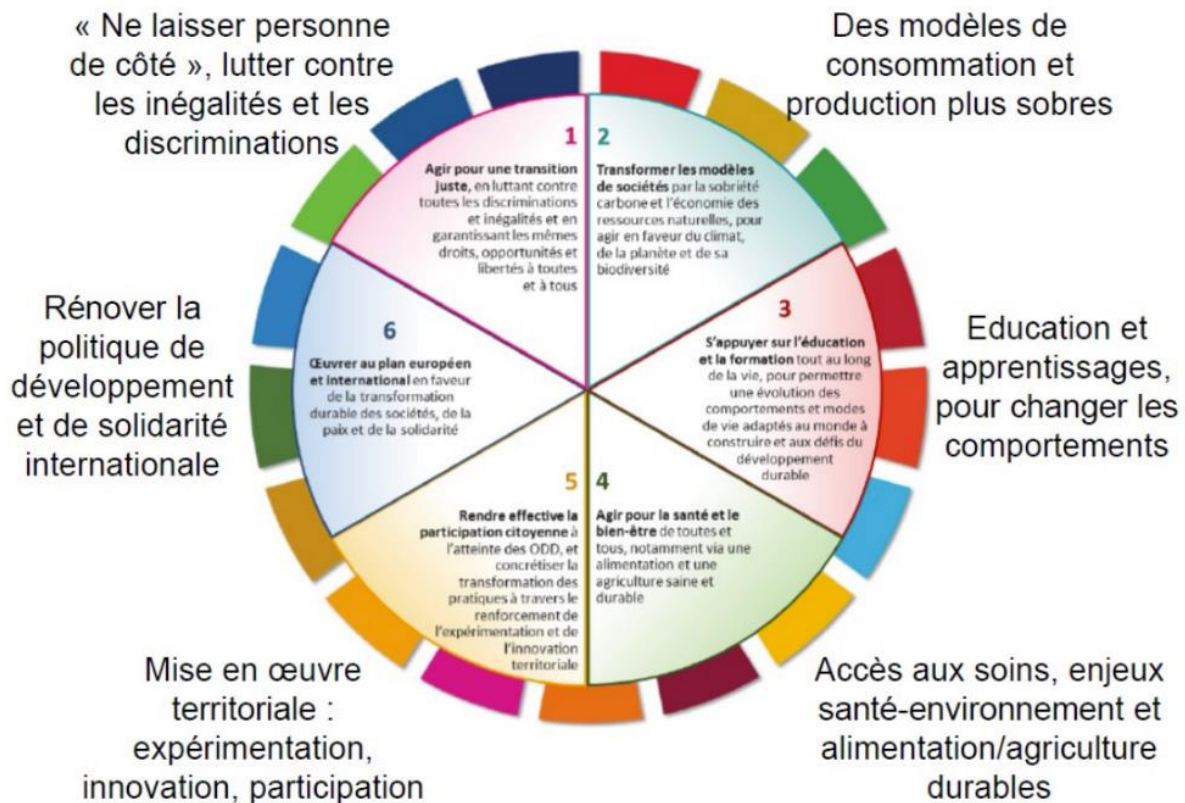 « Ne laisser personne
de côté », lutter contre
les inégalités et les
discriminations
Des modèles de
consommation et
production plus sobres
1
Agir pour une transition
juste, en luttant contre
toutes les discriminations
et inégalités et en
garantissant les mêmes
droits, opportunités et
libertés à toutes
et à tous
2
Transformer les modèles
de sociétés par la sobriété
carbone et l'économie des
ressources naturelles, pour
agir en faveur du climat,
de la planète et de sa
biodiversité
Rénover la
politique de
développement
et de solidarité
internationale
6
Œuvrer au plan européen
et international en faveur
de la transformation
durable des sociétés, de la
paix et de la solidarité
3
S'appuyer sur l'éducation
et la formation tout au long
de la vie, pour permettre
une évolution des
comportements et modes
de vie adaptés au monde à
construire et aux défis du
développement
durable
Education et
apprentissages,
pour changer les
comportements
5
Rendre effective la
participation citoyenne à
l'atteinte des ODD, et
concrétiser la
transformation des
pratiques à travers le
renforcement de
l'expérimentation et de
l'innovation
territoriale
4
Agir pour la santé et le
bien-être de toutes et
tous, notamment via une
alimentation et une
agriculture saine et
durable
Mise en œuvre
territoriale :
expérimentation,
innovation, participation
Accès aux soins, enjeux
santé-environnement et
alimentation/agriculture
durables